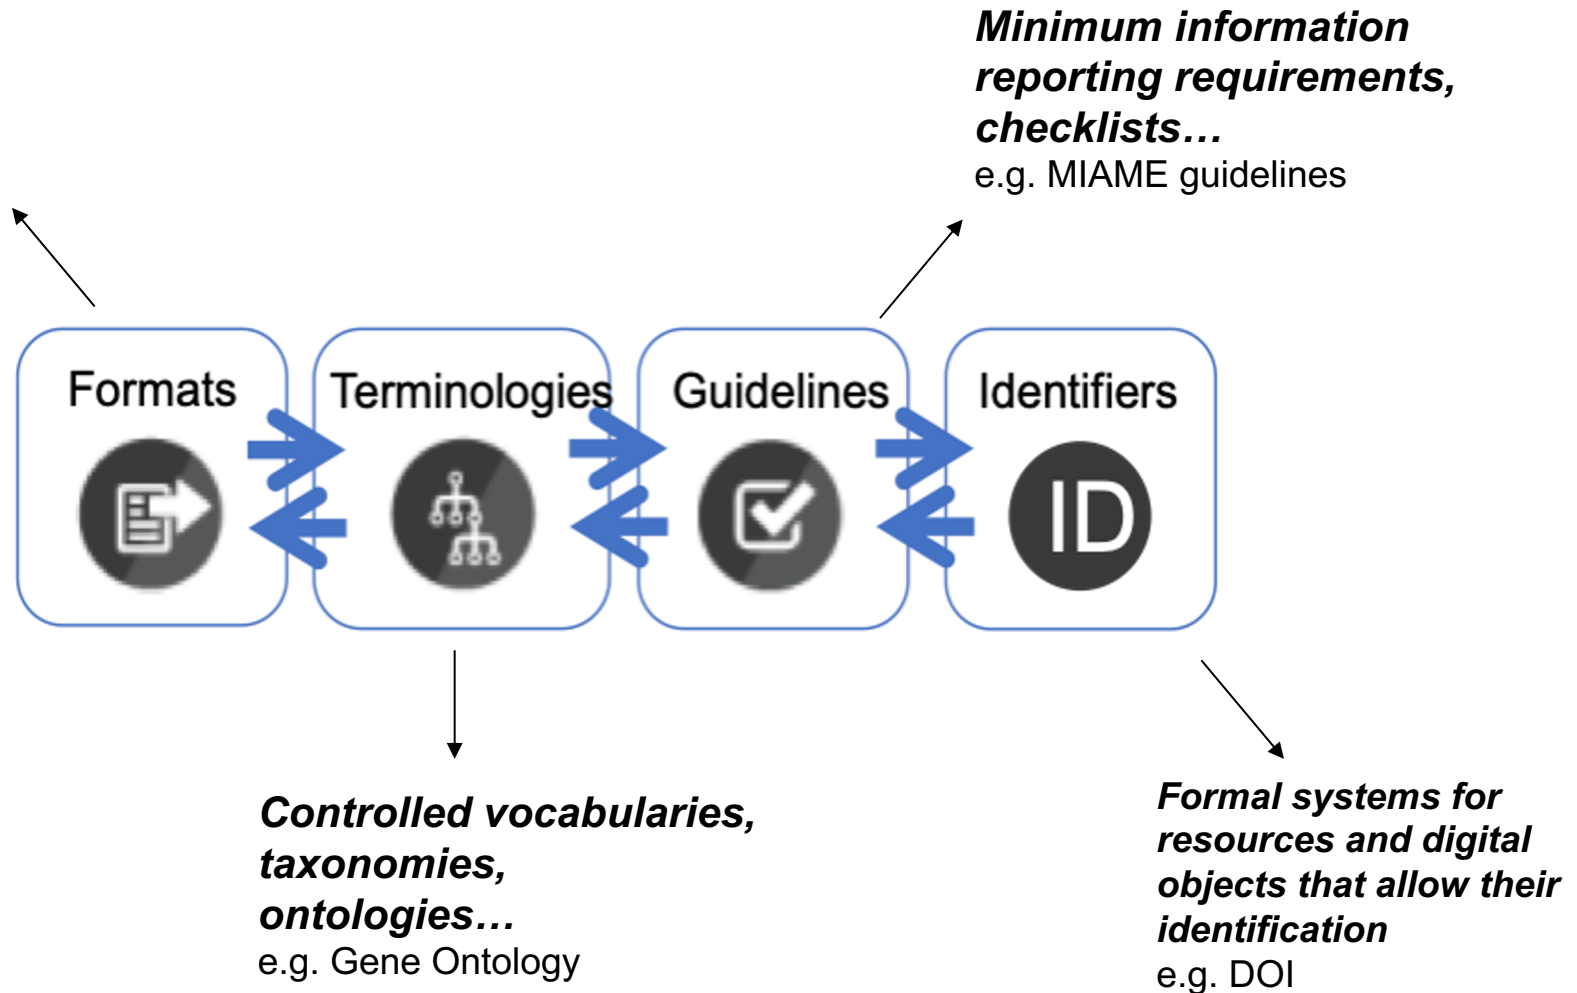 Minimum information
reporting requirements,
checklists…
e.g. MIAME guidelines
Formats
Terminologies
Guidelines
Identifiers
ID
Controlled vocabularies,
taxonomies,
ontologies…
e.g. Gene Ontology
Formal systems for
resources and digital
objects that allow their
identification
e.g. DOI